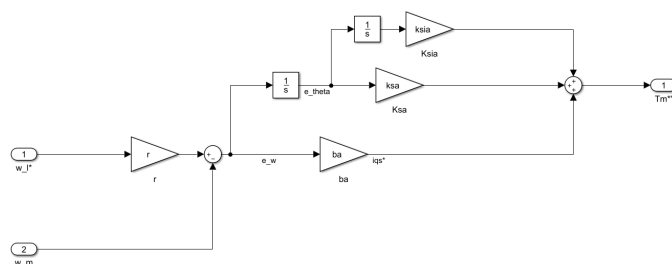 1
s
ksia
Ksia
1
s
e_theta
ksa
Ksa
+
+
+
1
Tm*'
1
w_l*
r
r
+
−
e_w
ba
ba
iqs*
2
w_m